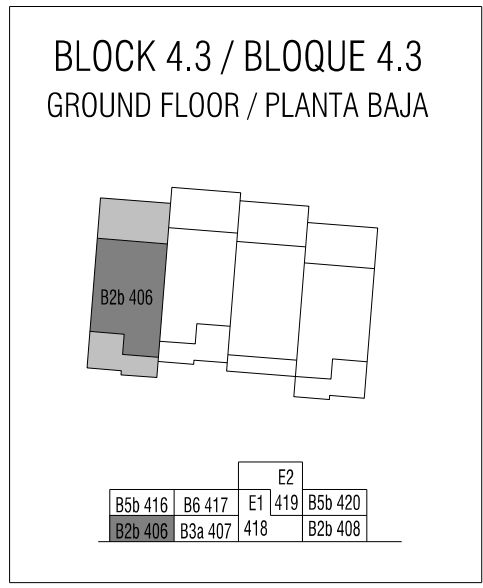 BLOCK 4.3 / BLOQUE 4.3
GROUND FLOOR / PLANTA BAJA
B2b 406
E2
B5b 416 B6 417 E1 419 B5b 420
B2b 406 B3a 407 418 B2b 408